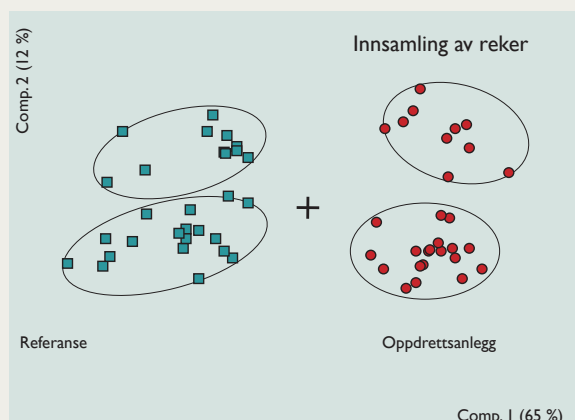 Innsamling av reker
Comp. 2 (12 %)
+
Referanse
Oppdrettsanlegg
Comp. 1 (65 %)